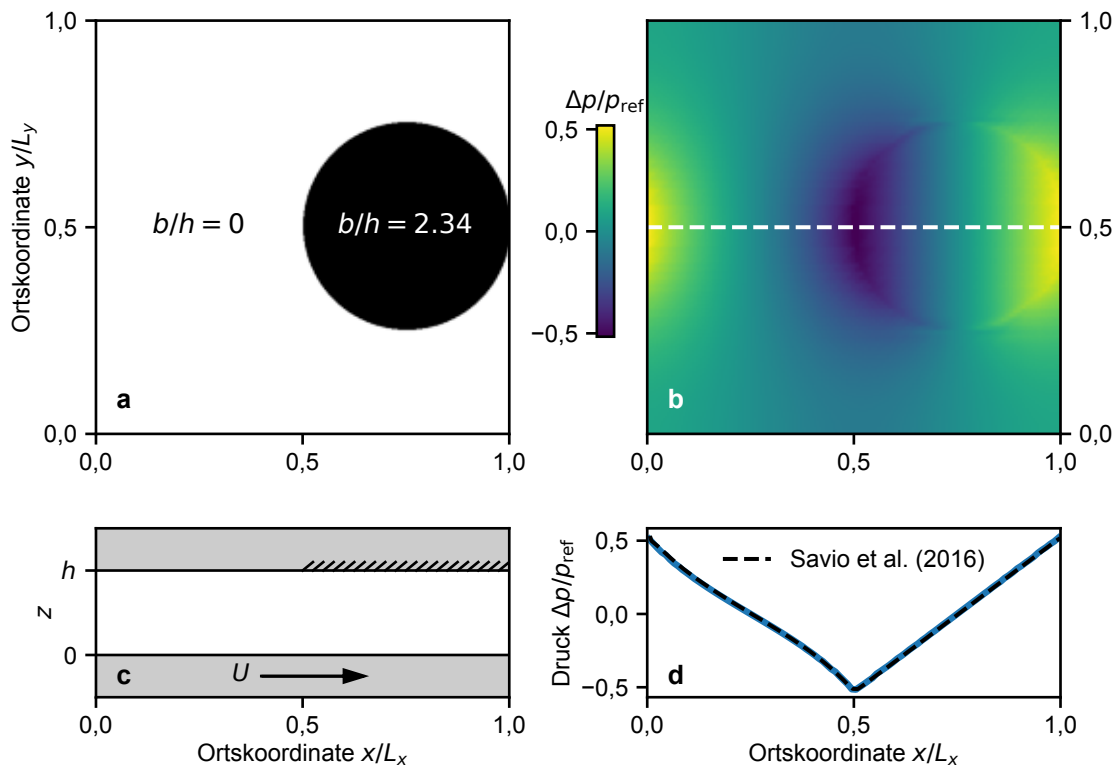 1,0
0,5
0,0
Ortskoordinate y/L_y
b/h = 0
b/h = 2.34
a
0,0
0,5
1,0
Δp/p_ref
0,5
0,0
−0,5
1,0
0,5
0,0
b
0,0
0,5
1,0
h
z
0
c
U
0,0
0,5
1,0
Ortskoordinate x/L_x
Druck Δp/p_ref
0,5
0,0
−0,5
Savio et al. (2016)
d
0,0
0,5
1,0
Ortskoordinate x/L_x